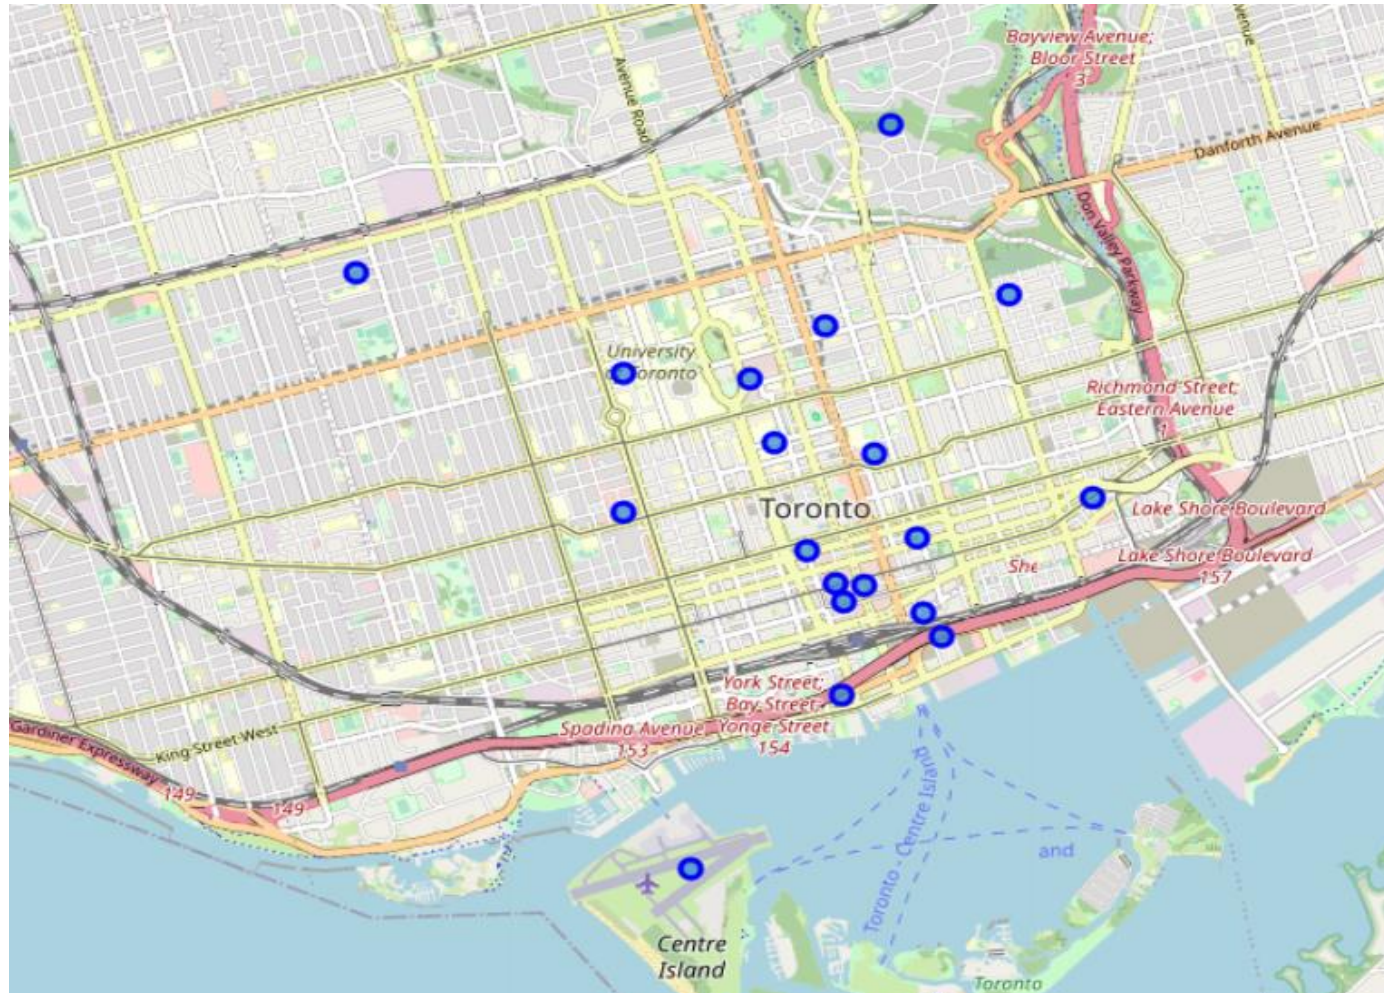 Bayview Avenue;
Bloor Street
3
Avenue Road
Avenue
Danforth Avenue
Don Valley Parkway
University
Toronto
Richmond Street;
Eastern Avenue
1
Toronto
Lake Shore Boulevard
Lake Shore Boulevard
157
She
York Street;
Bay Street;
Yonge Street
154
Spadina Avenue
153
King Street West
Gardiner Expressway
149
149
Toronto - Centre Island
and
Centre
Island
Toronto